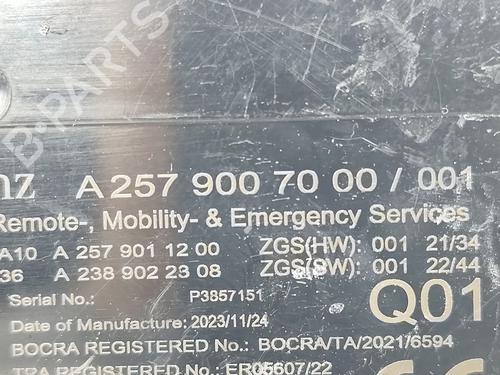 B-PARTS
nz A 257 900 70 00 / 001
Remote-, Mobility- & Emergency Services
A10 A 257 901 12 00 ZGS(HW): 001 21/34
36 A 238 902 23 08 ZGS(SW): 001 22/44
Serial No.: P3857151 Q01
Date of Manufacture: 2023/11/24
BOCRA REGISTERED No.: BOCRA/TA/2021/6594
TRA REGISTERED No.: ER05607/22